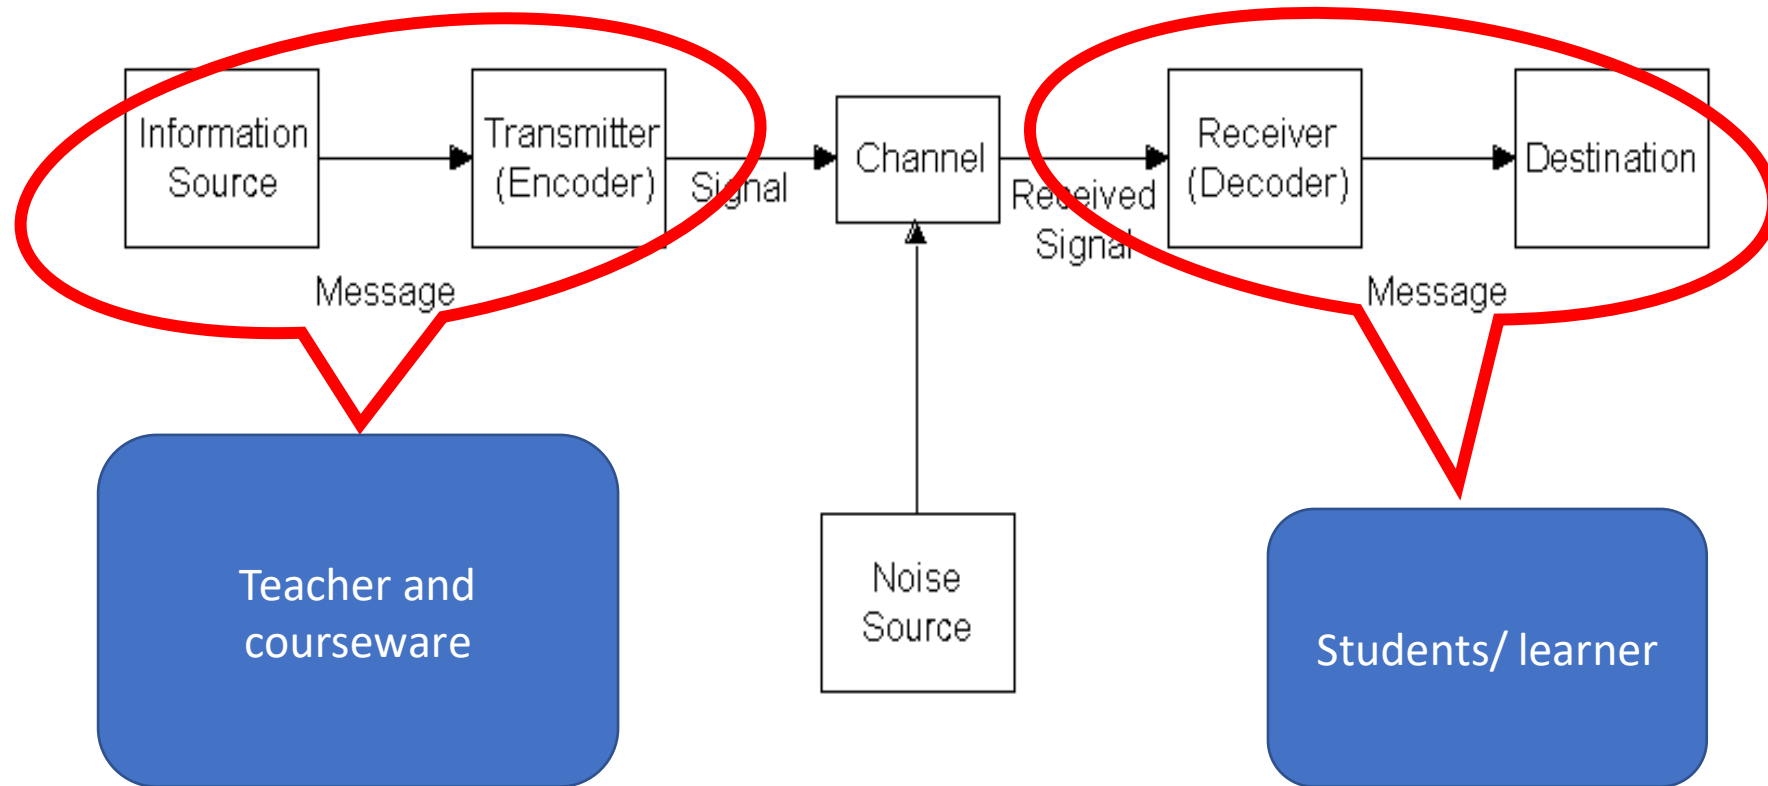 Information
Source
Transmitter
(Encoder)
Signal
Channel
Received
Signal
Receiver
(Decoder)
Destination
Message
Message
Noise
Source
Teacher and
courseware
Students/ learner